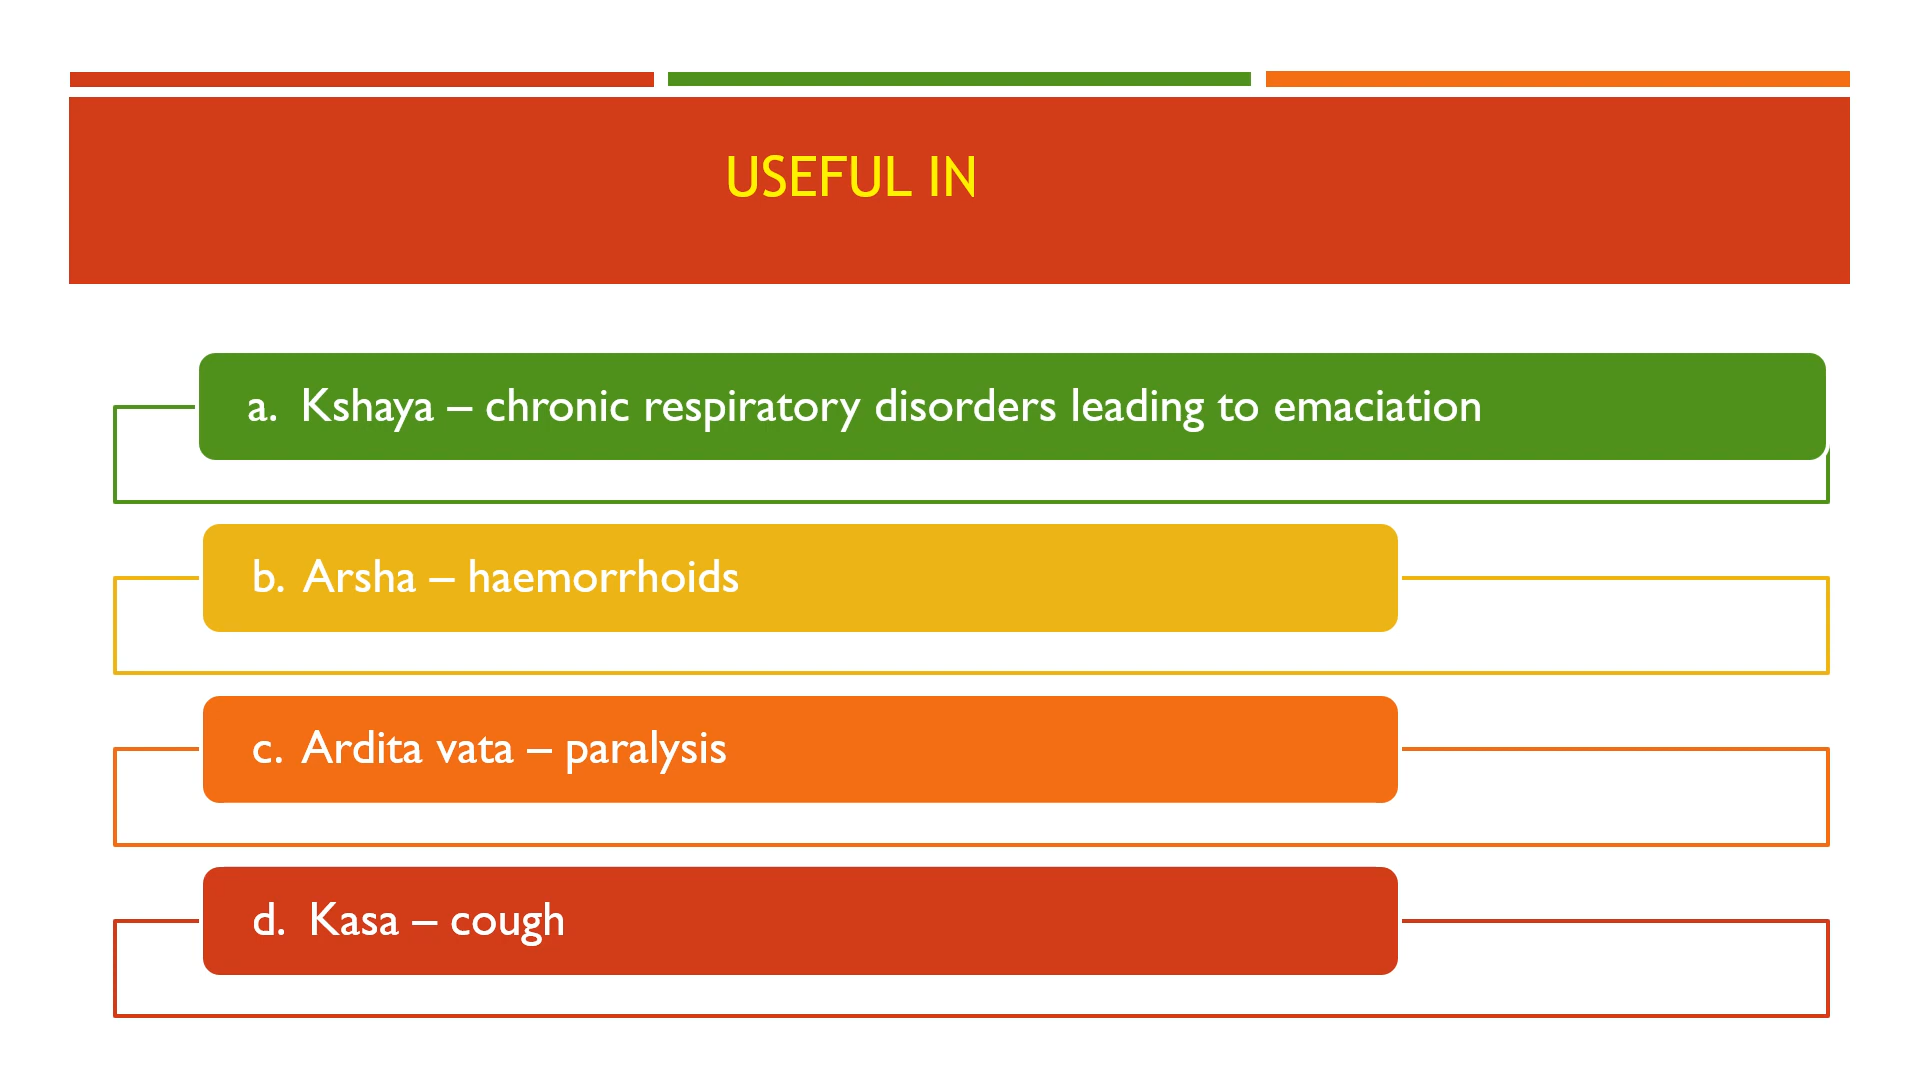 USEFUL IN
a. Kshaya – chronic respiratory disorders leading to emaciation
b. Arsha – haemorrhoids
c. Ardita vata – paralysis
d. Kasa – cough